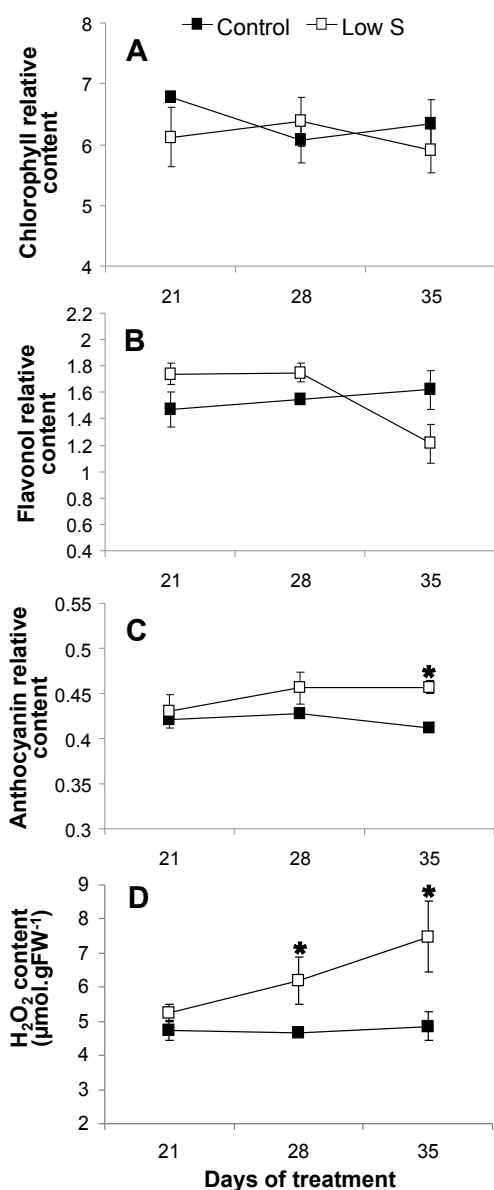 Control Low S
A
Chlorophyll relative
content
8
7
6
5
4
21 28 35
B
Flavonol relative
content
2
1.8
1.6
1.4
1.2
1
0.8
0.6
0.4
21 28 35
C
Anthocyanin relative
content
0.55
0.5
0.45
0.4
0.35
0.3
*
21 28 35
D
H₂O₂ content
(µmol.gFW⁻¹)
9
8
7
6
5
4
3
2
* *
21 28 35
Days of treatment